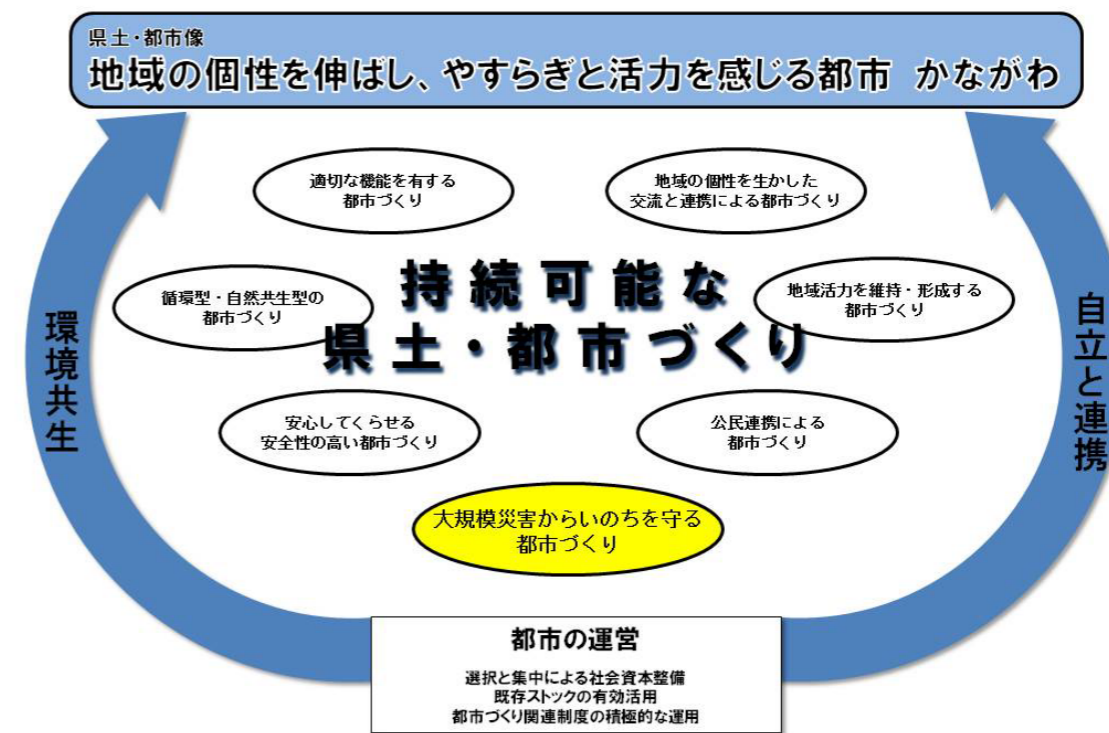 県土・都市像
地域の個性を伸ばし、やすらぎと活力を感じる都市　かながわ
適切な機能を有する
都市づくり
地域の個性を生かした
交流と連携による都市づくり
持続可能な
県土・都市づくり
循環型・自然共生型の
都市づくり
地域活力を維持・形成する
都市づくり
環境共生
自立と連携
安心してくらせる
安全性の高い都市づくり
公民連携による
都市づくり
大規模災害からいのちを守る
都市づくり
都市の運営
選択と集中による社会資本整備
既存ストックの有効活用
都市づくり関連制度の積極的な運用